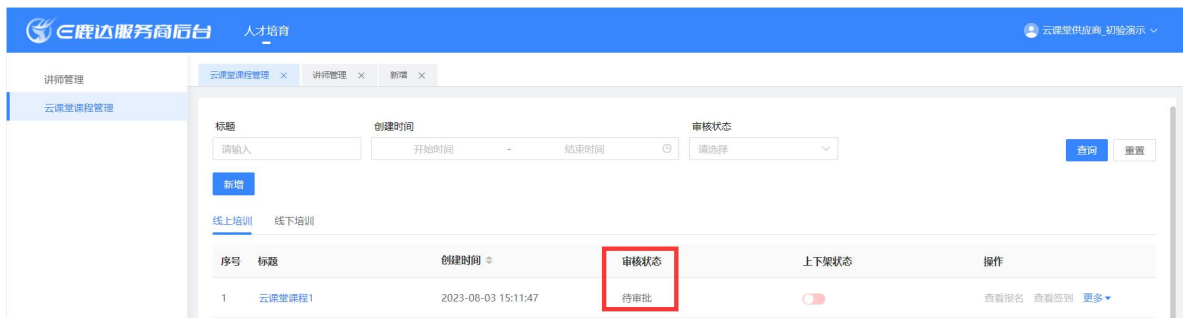 E鹿达服务商后台 人才培育 云课堂供应商_初验演示
讲师管理
云课堂课程管理
云课堂课程管理 × 讲师管理 × 新增 ×
标题 创建时间 审核状态
请输入 开始时间 - 结束时间 请选择 查询 重置
新增
线上培训 线下培训
序号 标题 创建时间 审核状态 上下架状态 操作
1 云课堂课程1 2023-08-03 15:11:47 待审批 查看报名 查看签到 更多